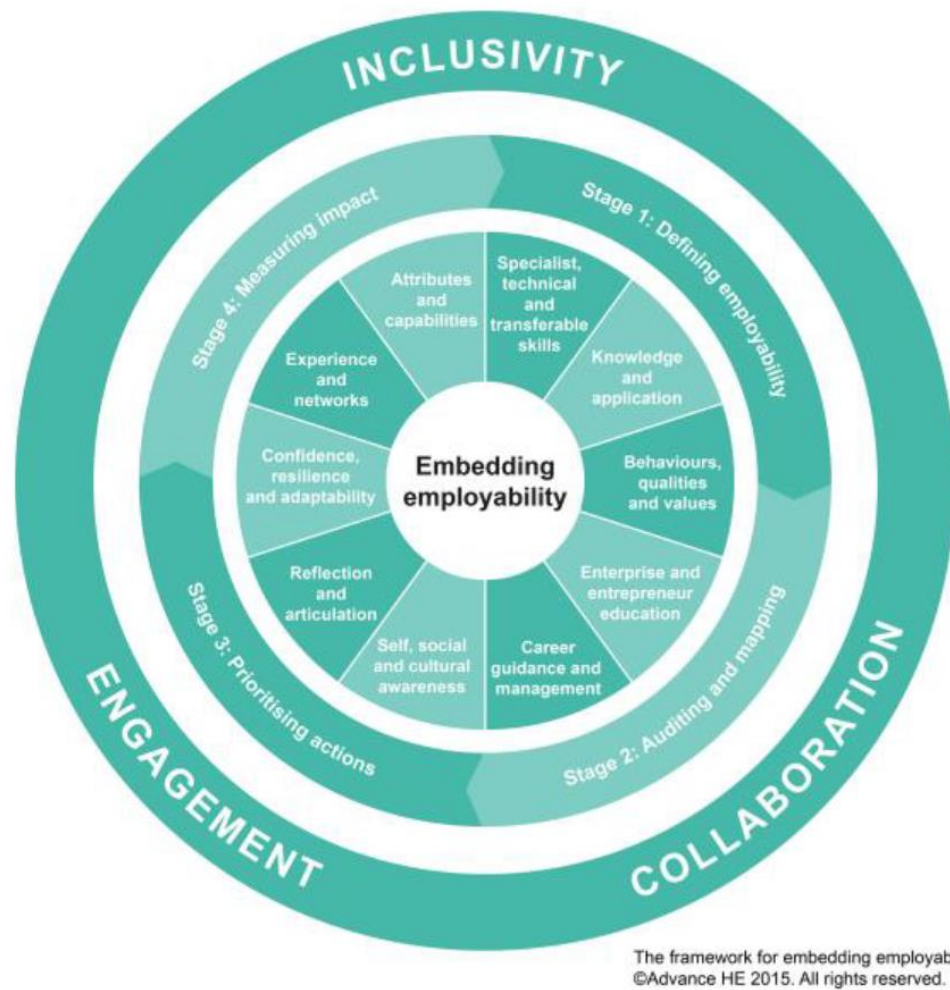 INCLUSIVITY
COLLABORATION
ENGAGEMENT
Stage 1: Defining employability
Stage 2: Auditing and mapping
Stage 3: Prioritising actions
Stage 4: Measuring impact
Specialist,
technical
and
transferable
skills
Knowledge
and
application
Behaviours,
qualities
and values
Enterprise and
entrepreneur
education
Career
guidance and
management
Self, social
and cultural
awareness
Reflection
and
articulation
Confidence,
resilience
and adaptability
Experience
and
networks
Attributes
and
capabilities
Embedding
employability
The framework for embedding employab
©Advance HE 2015. All rights reserved.